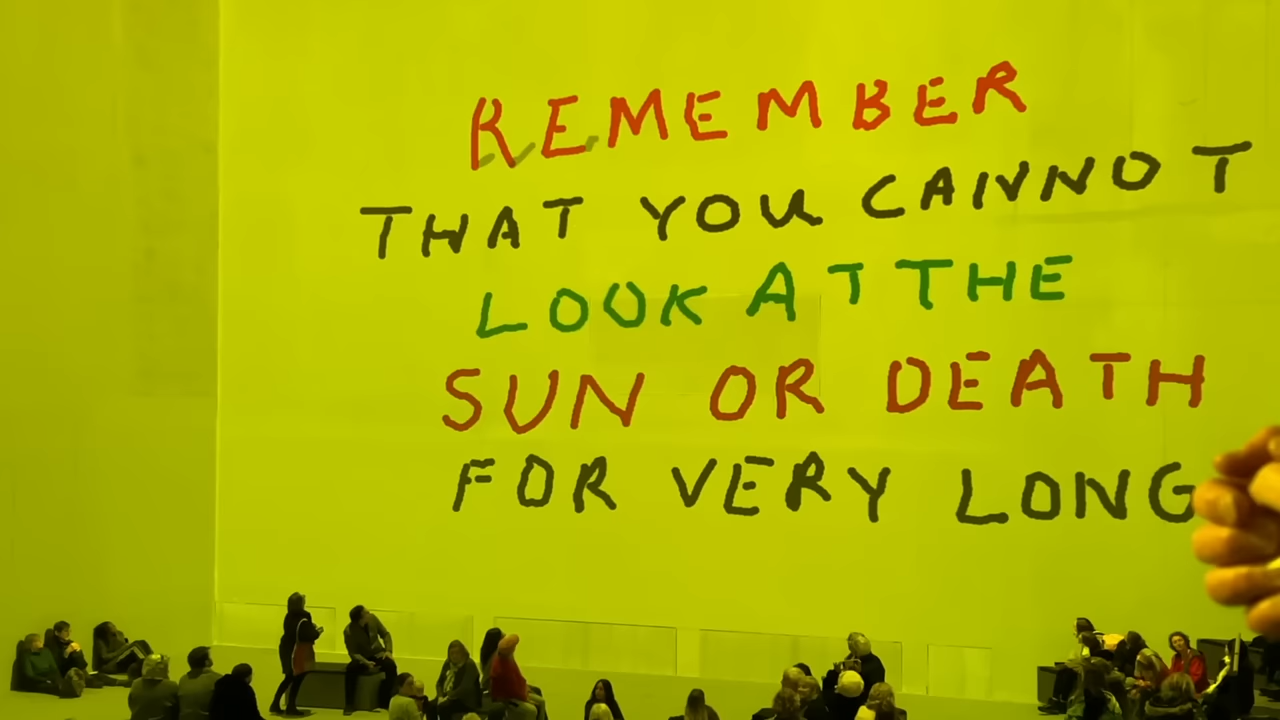 REMEMBER
THAT YOU CANNOT
LOOK AT THE
SUN OR DEATH
FOR VERY LONG